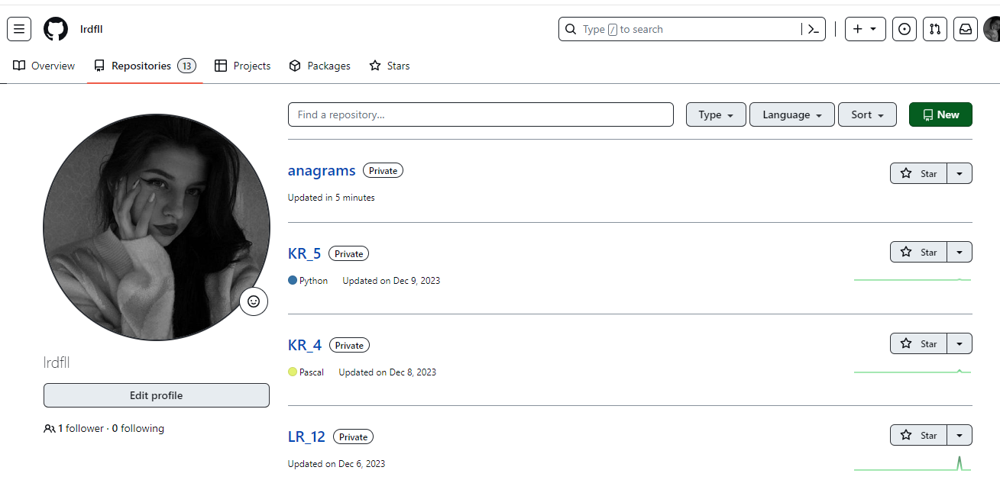 lrdfll
Type / to search
Overview
Repositories 13
Projects
Packages
Stars
Find a repository...
Type
Language
Sort
New
anagrams Private
Star
Updated in 5 minutes
KR_5 Private
Star
Python Updated on Dec 9, 2023
KR_4 Private
Star
Pascal Updated on Dec 8, 2023
LR_12 Private
Star
Updated on Dec 6, 2023
lrdfll
Edit profile
1 follower · 0 following